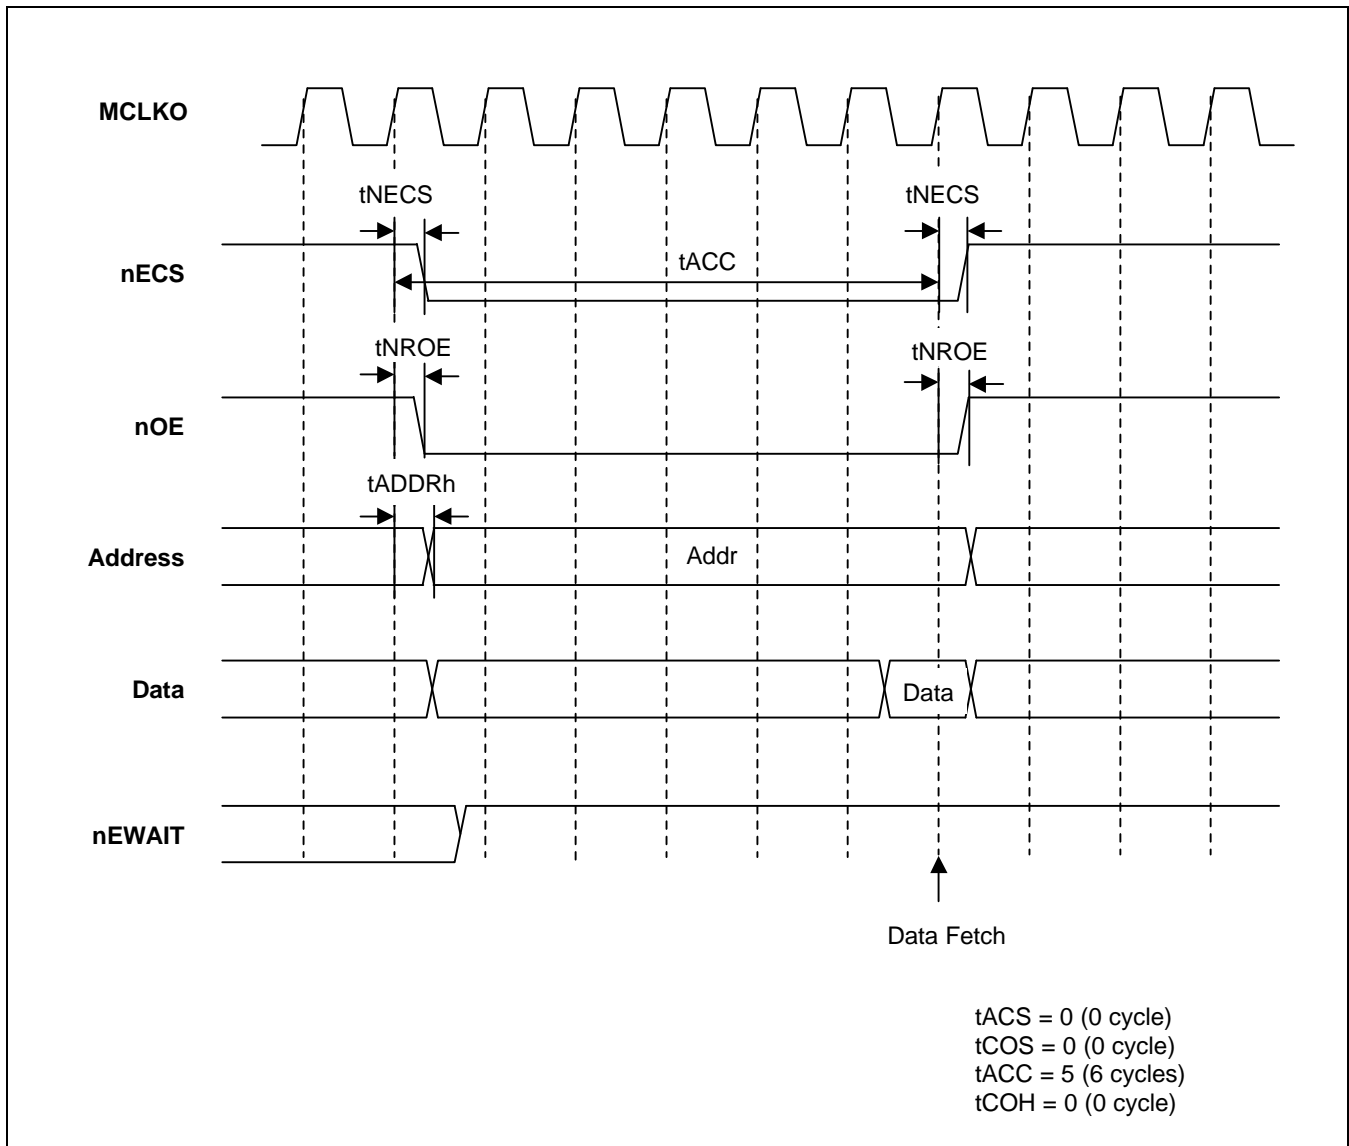 MCLKO
tNECS
tNECS
nECS
tACC
tNROE
tNROE
nOE
tADDRh
Address
Addr
Data
Data
nEWAIT
Data Fetch
tACS = 0 (0 cycle)
tCOS = 0 (0 cycle)
tACC = 5 (6 cycles)
tCOH = 0 (0 cycle)